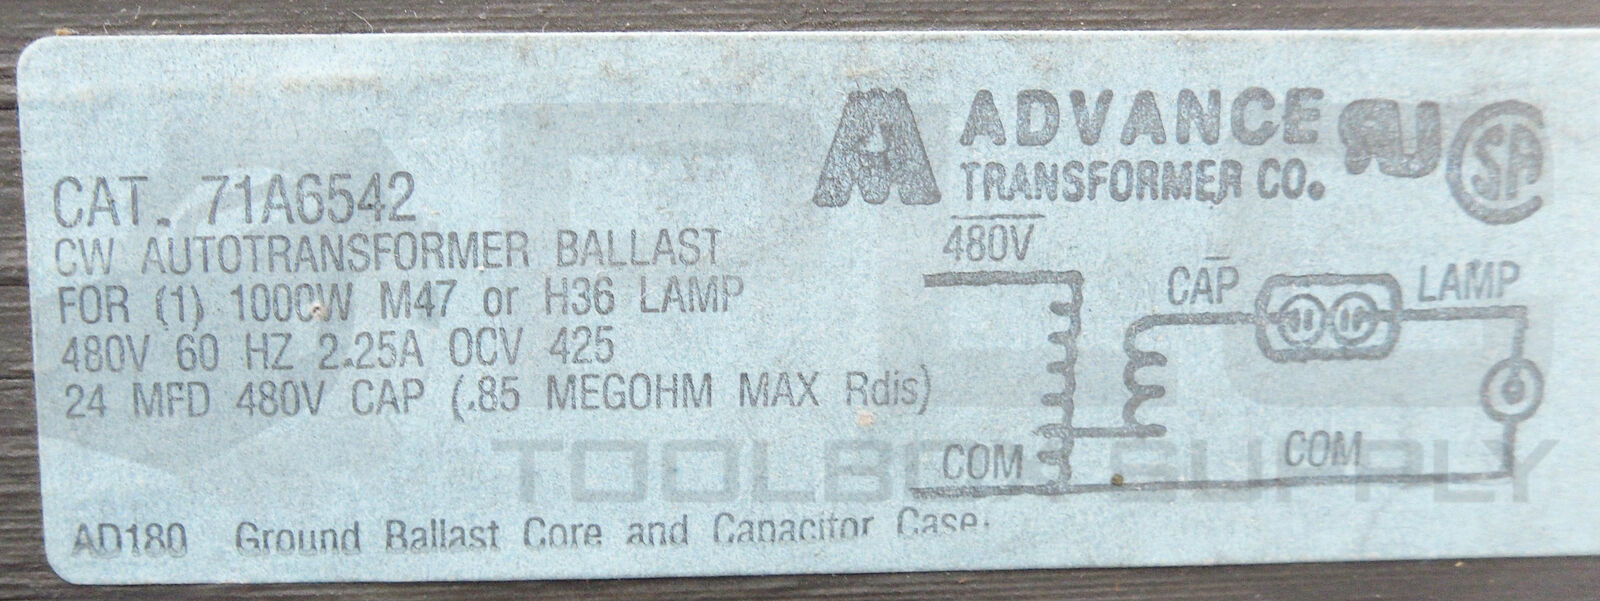 CAT. 71A6542
CW AUTOTRANSFORMER BALLAST
FOR (1) 1000W M47 or H36 LAMP
480V 60 HZ 2.25A OCV 425
24 MFD 480V CAP (.85 MEGOHM MAX Rdis)
AD180 Ground Ballast Core and Capacitor Case.
A ADVANCE
TRANSFORMER CO.
RU
SA
480V
CAP
LAMP
COM
COM
TOOLBOX SUPPLY